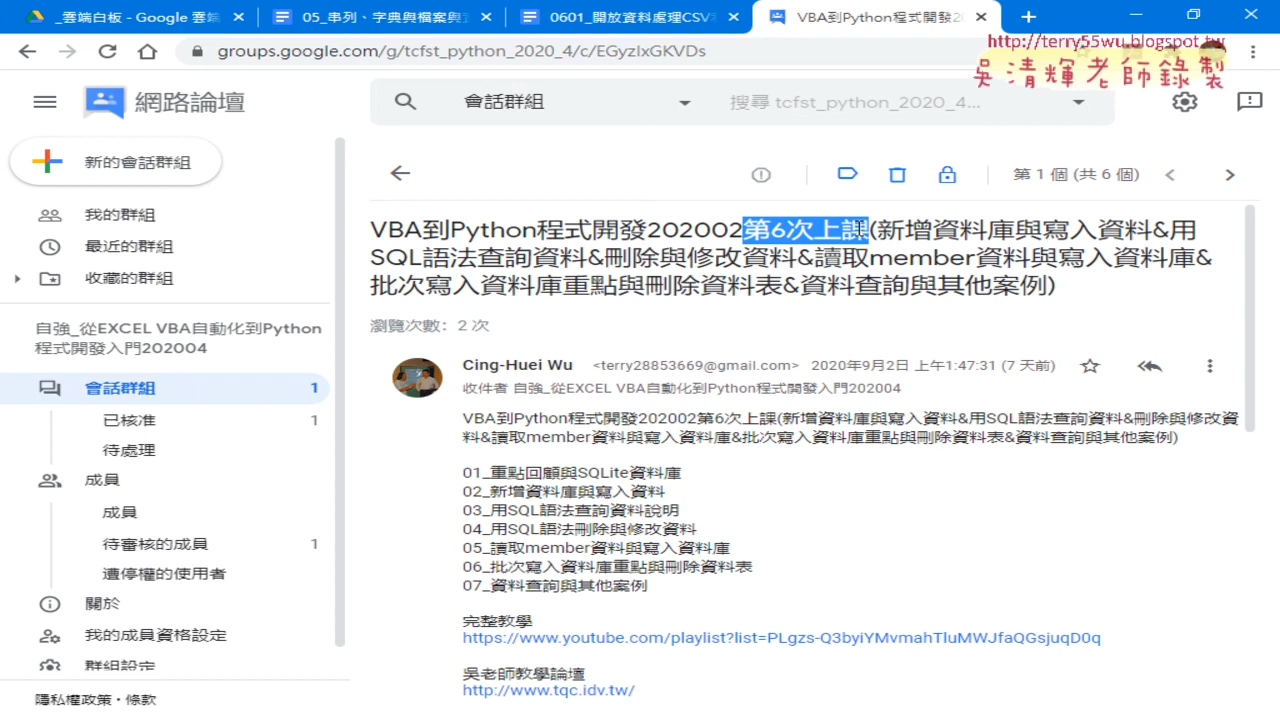 _雲端白板 - Google 雲端
05_串列、字典與檔案與
0601_開放資料處理CSV
VBA到Python程式開發20
groups.google.com/g/tcfst_python_2020_4/c/EGyzIxGKVDs
http://terry55wu.blogspot.tw
吳清輝老師錄製
網路論壇
會話群組
搜尋 tcfst_python_2020_4...
新的會話群組
第 1 個 (共 6 個)
我的群組
最近的群組
收藏的群組
自強_從EXCEL VBA自動化到Python
程式開發入門202004
會話群組 1
已核准 1
待處理
成員
成員
待審核的成員 1
遭停權的使用者
關於
我的成員資格設定
群組設定
隱私權政策・條款
VBA到Python程式開發202002第6次上課(新增資料庫與寫入資料&用
SQL語法查詢資料&刪除與修改資料&讀取member資料與寫入資料庫&
批次寫入資料庫重點與刪除資料表&資料查詢與其他案例)
瀏覽次數：2 次
Cing-Huei Wu <terry28853669@gmail.com> 2020年9月2日 上午1:47:31 (7 天前)
收件者 自強_從EXCEL VBA自動化到Python程式開發入門202004
VBA到Python程式開發202002第6次上課(新增資料庫與寫入資料&用SQL語法查詢資料&刪除與修改資
料&讀取member資料與寫入資料庫&批次寫入資料庫重點與刪除資料表&資料查詢與其他案例)
01_重點回顧與SQLite資料庫
02_新增資料庫與寫入資料
03_用SQL語法查詢資料說明
04_用SQL語法刪除與修改資料
05_讀取member資料與寫入資料庫
06_批次寫入資料庫重點與刪除資料表
07_資料查詢與其他案例
完整教學
https://www.youtube.com/playlist?list=PLgzs-Q3byiYMvmahTluMWJfaQGsjuqD0q
吳老師教學論壇
http://www.tqc.idv.tw/